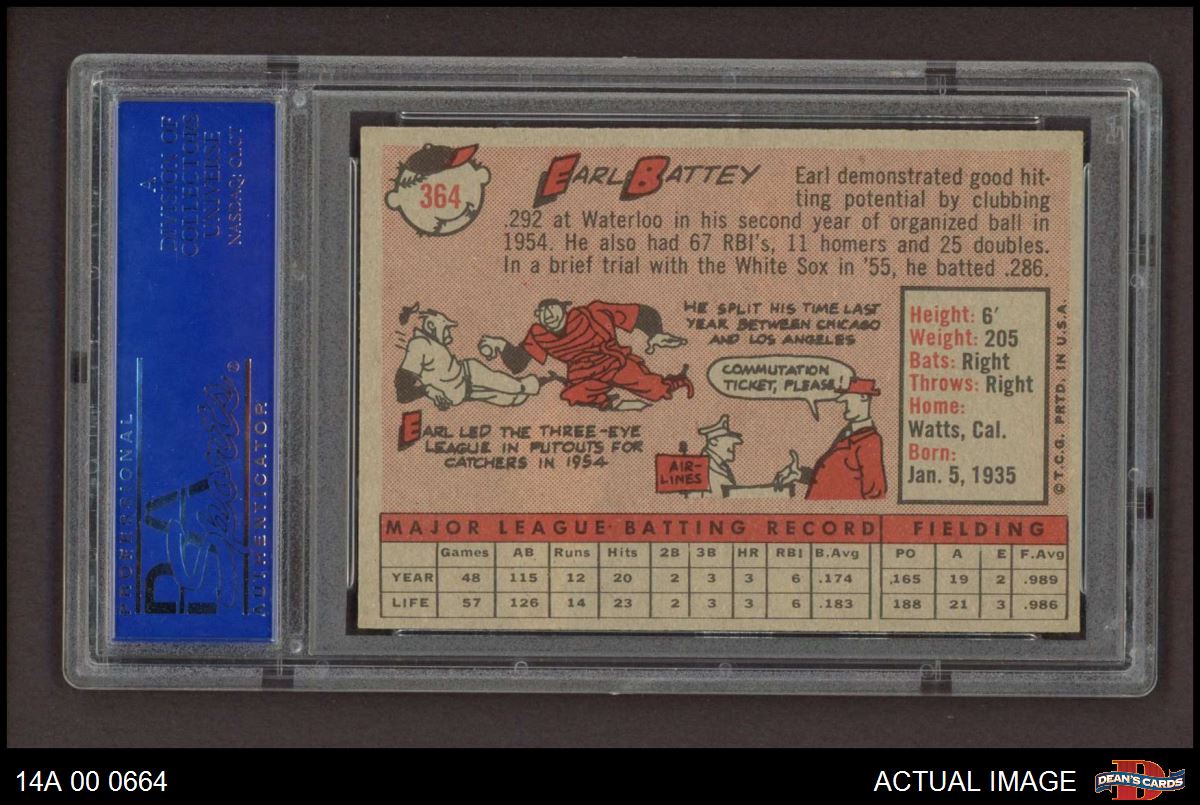 A
DIVISION OF
COLLECTORS
UNIVERSE
NASDAQ: CLCT
PROFESSIONAL
PSA
Sports
AUTHENTICATOR
364
EARL BATTEY
Earl demonstrated good hit-
ting potential by clubbing
.292 at Waterloo in his second year of organized ball in
1954. He also had 67 RBI's, 11 homers and 25 doubles.
In a brief trial with the White Sox in '55, he batted .286.
HE SPLIT HIS TIME LAST
YEAR BETWEEN CHICAGO
AND LOS ANGELES
COMMUTATION
TICKET, PLEASE!
EARL LED THE THREE-EYE
LEAGUE IN PUTOUTS FOR
CATCHERS IN 1954
AIR-
LINES
Height: 6'
Weight: 205
Bats: Right
Throws: Right
Home:
Watts, Cal.
Born:
Jan. 5, 1935
©T.C.G. PRTD. IN U.S.A.
MAJOR LEAGUE BATTING RECORD FIELDING
Games AB Runs Hits 2B 3B HR RBI B.Avg PO A E F.Avg
YEAR 48 115 12 20 2 3 3 6 .174 165 19 2 .989
LIFE 57 126 14 23 2 3 3 6 .183 188 21 3 .986
14A 00 0664
ACTUAL IMAGE
DEAN'S CARDS